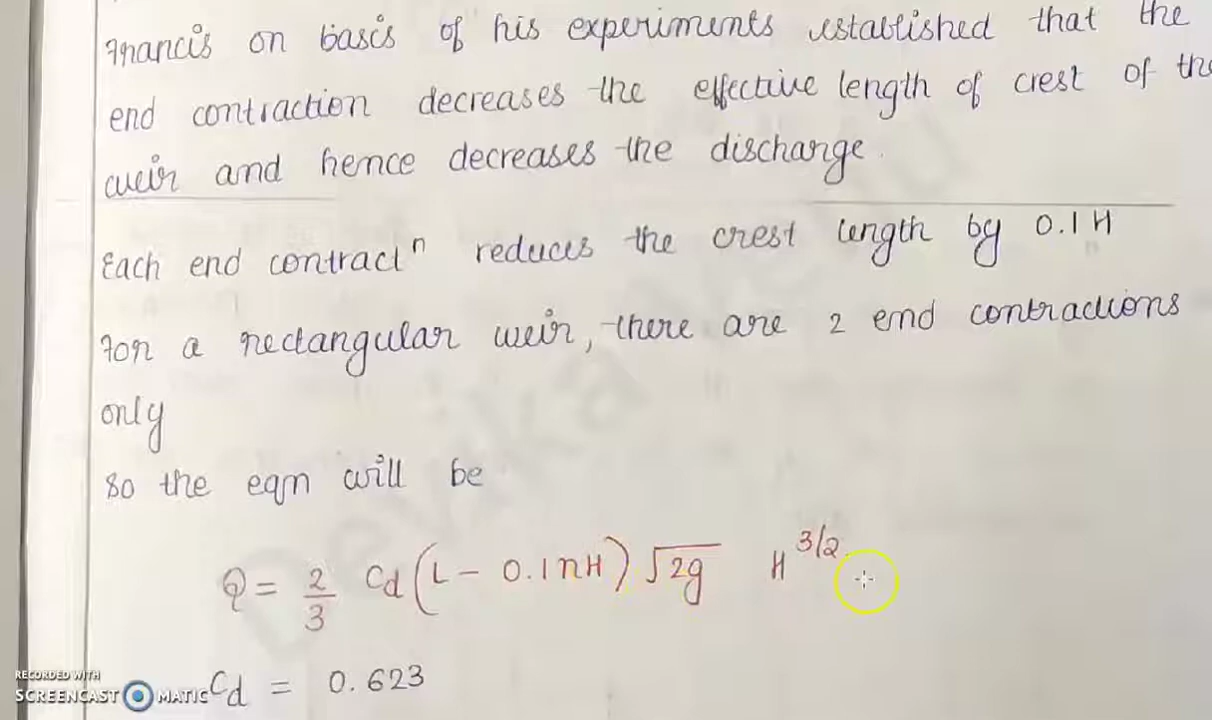 Francis on basis of his experiments established that the
end contraction decreases the effective length of crest of the
weir and hence decreases the discharge.
Each end contractⁿ reduces the crest length by 0.1H
For a rectangular weir, there are 2 end contractions
only
So the eqn will be
Q = 2/3 Cd (L - 0.1nH) √2g H^3/2
Cd = 0.623
RECORDED WITH
SCREENCAST MATIC